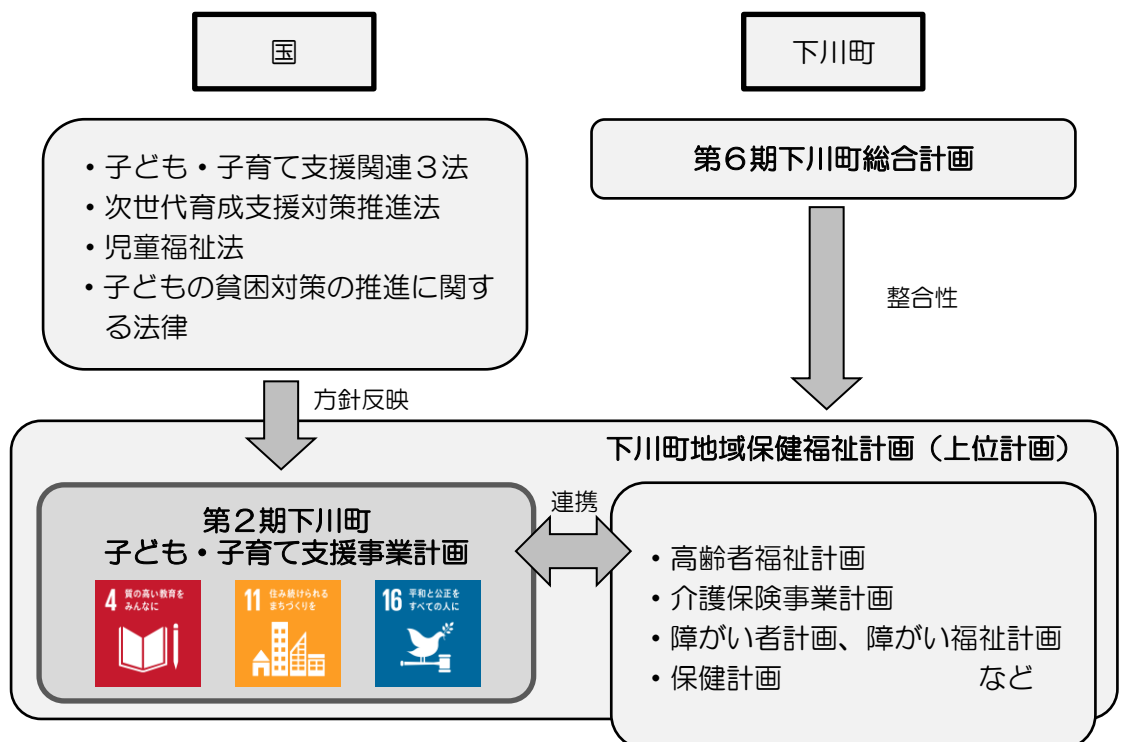 国
下川町
・子ども・子育て支援関連３法
・次世代育成支援対策推進法
・児童福祉法
・子どもの貧困対策の推進に関す
る法律
第６期下川町総合計画
整合性
方針反映
下川町地域保健福祉計画（上位計画）
第２期下川町
子ども・子育て支援事業計画
4 質の高い教育を
みんなに
11 住み続けられる
まちづくりを
16 平和と公正を
すべての人に
連携
・高齢者福祉計画
・介護保険事業計画
・障がい者計画、障がい福祉計画
・保健計画 など